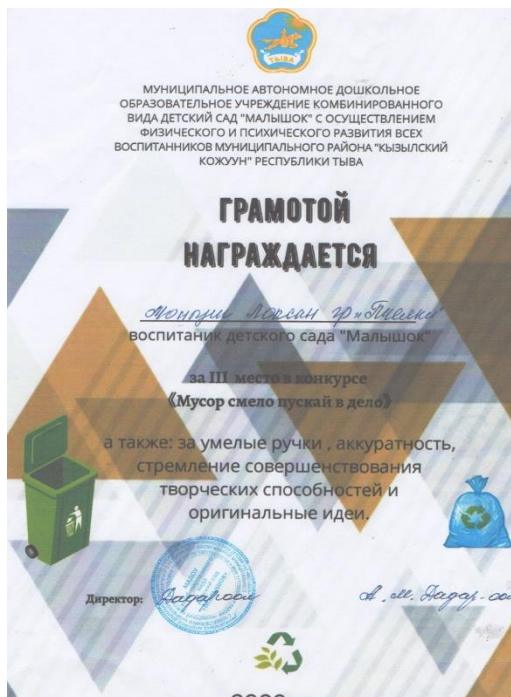 ТЫВА
МУНИЦИПАЛЬНОЕ АВТОНОМНОЕ ДОШКОЛЬНОЕ
ОБРАЗОВАТЕЛЬНОЕ УЧРЕЖДЕНИЕ КОМБИНИРОВАННОГО
ВИДА ДЕТСКИЙ САД "МАЛЫШОК" С ОСУЩЕСТВЛЕНИЕМ
ФИЗИЧЕСКОГО И ПСИХИЧЕСКОГО РАЗВИТИЯ ВСЕХ
ВОСПИТАННИКОВ МУНИЦИПАЛЬНОГО РАЙОНА "КЫЗЫЛСКИЙ
КОЖУУН" РЕСПУБЛИКИ ТЫВА
ГРАМОТОЙ
НАГРАЖДАЕТСЯ
гр "Пчелки"
воспитаник детского сада "Малышок"
за III место в конкурсе
《Мусор смело пускай в дело》
а также: за умелые ручки , аккуратность,
стремление совершенствования
творческих способностей и
оригинальные идеи.
Директор: